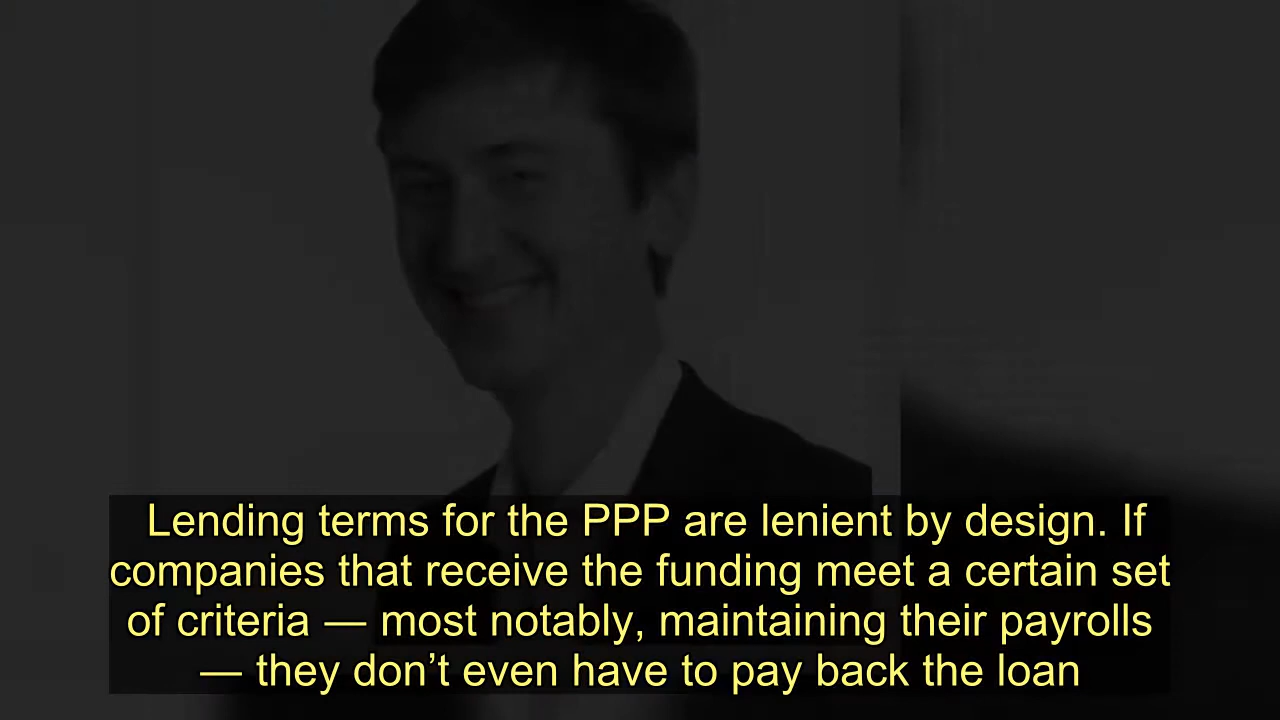 Lending terms for the PPP are lenient by design. If
companies that receive the funding meet a certain set
of criteria — most notably, maintaining their payrolls
— they don’t even have to pay back the loan